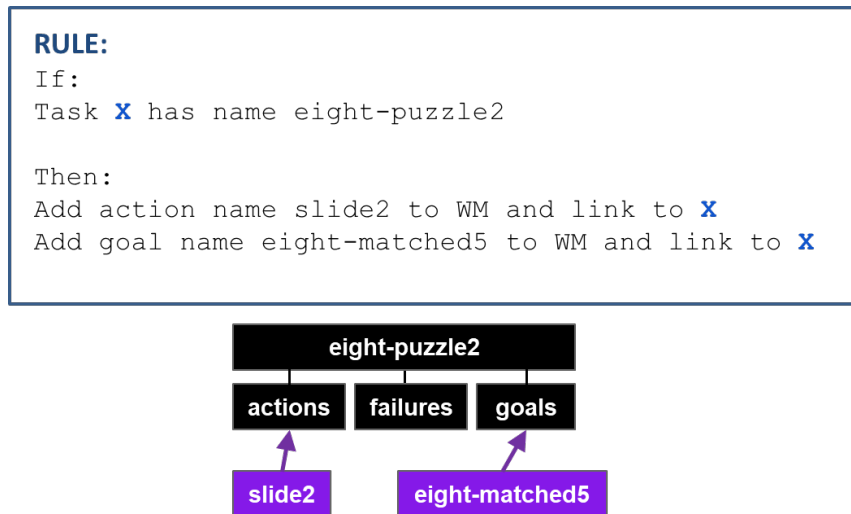 RULE:
If:
Task X has name eight-puzzle2
Then:
Add action name slide2 to WM and link to X
Add goal name eight-matched5 to WM and link to X
eight-puzzle2
actions failures goals
slide2 eight-matched5